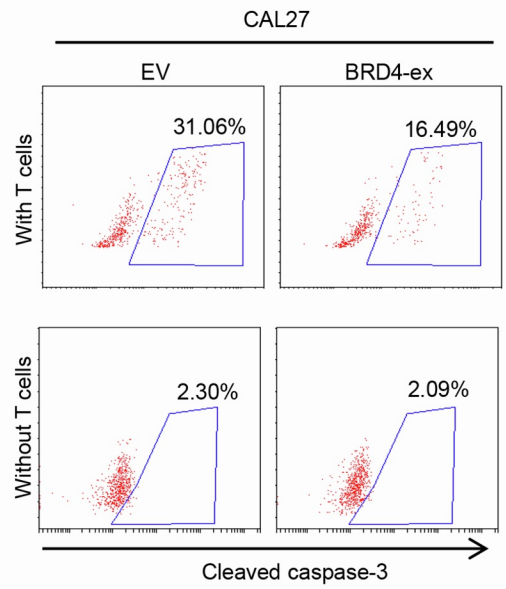 CAL27
EV
BRD4-ex
With T cells
31.06%
16.49%
Without T cells
2.30%
2.09%
Cleaved caspase-3